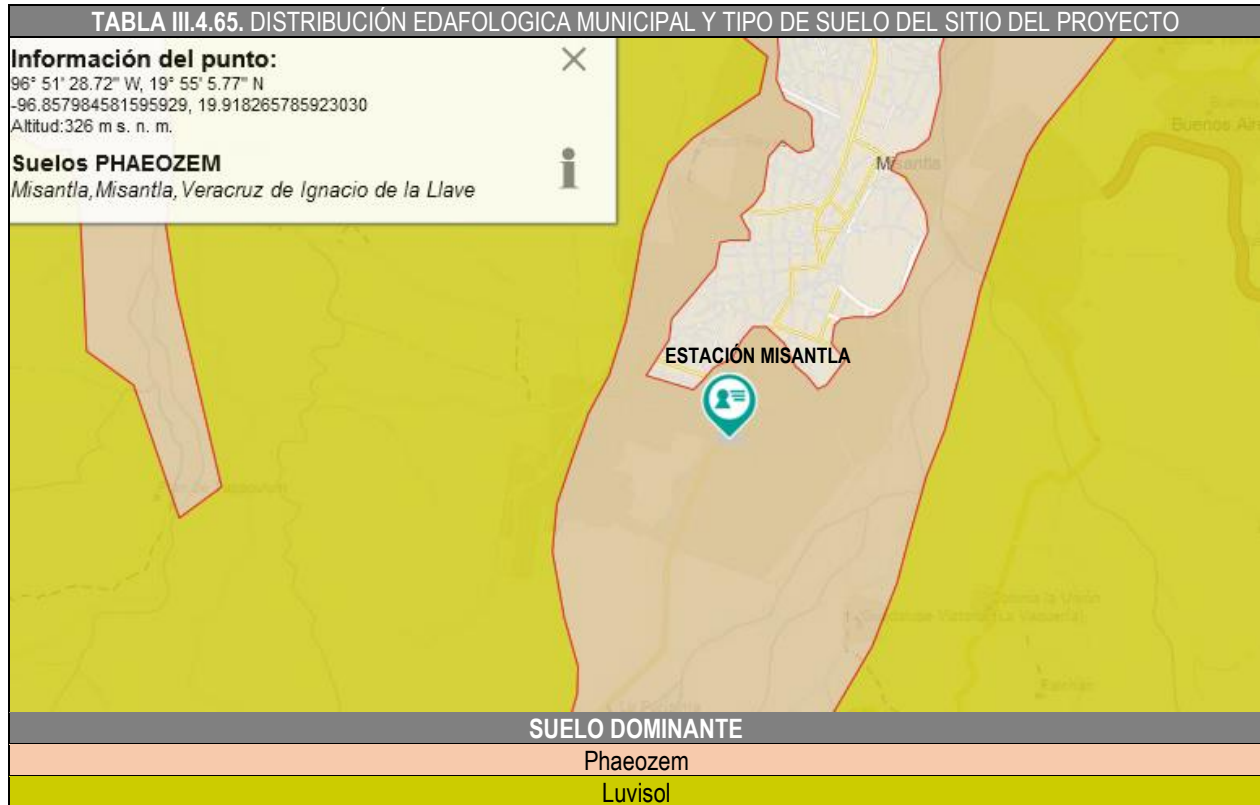 TABLA III.4.65. DISTRIBUCIÓN EDAFOLOGICA MUNICIPAL Y TIPO DE SUELO DEL SITIO DEL PROYECTO
Información del punto:
96° 51' 28.72" W, 19° 55' 5.77" N
-96.857984581595929, 19.918265785923030
Altitud:326 m s. n. m.
Suelos PHAEOZEM
Misantla,Misantla,Veracruz de Ignacio de la Llave
Buenos Aires
Misantla
ESTACIÓN MISANTLA
SUELO DOMINANTE
Phaeozem
Luvisol